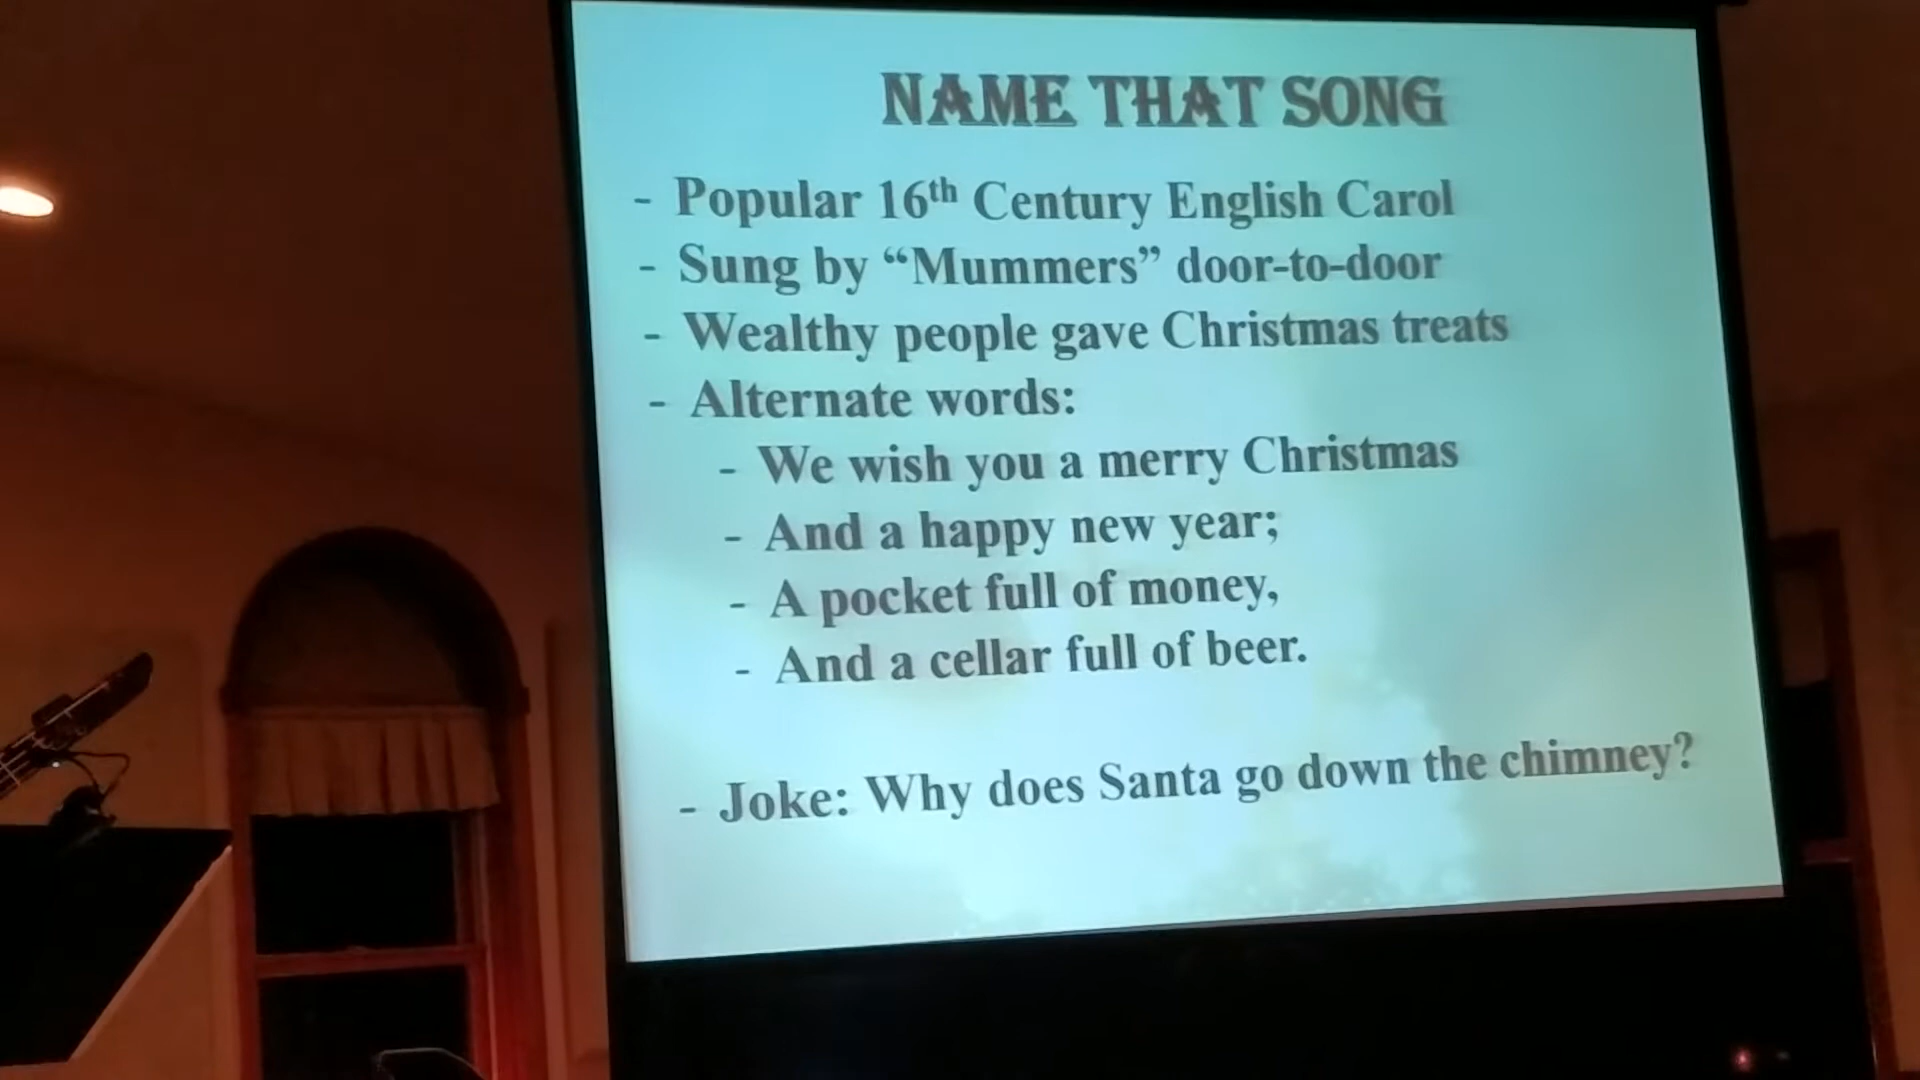 NAME THAT SONG
- Popular 16th Century English Carol
- Sung by “Mummers” door-to-door
- Wealthy people gave Christmas treats
- Alternate words:
- We wish you a merry Christmas
- And a happy new year;
- A pocket full of money,
- And a cellar full of beer.
- Joke: Why does Santa go down the chimney?